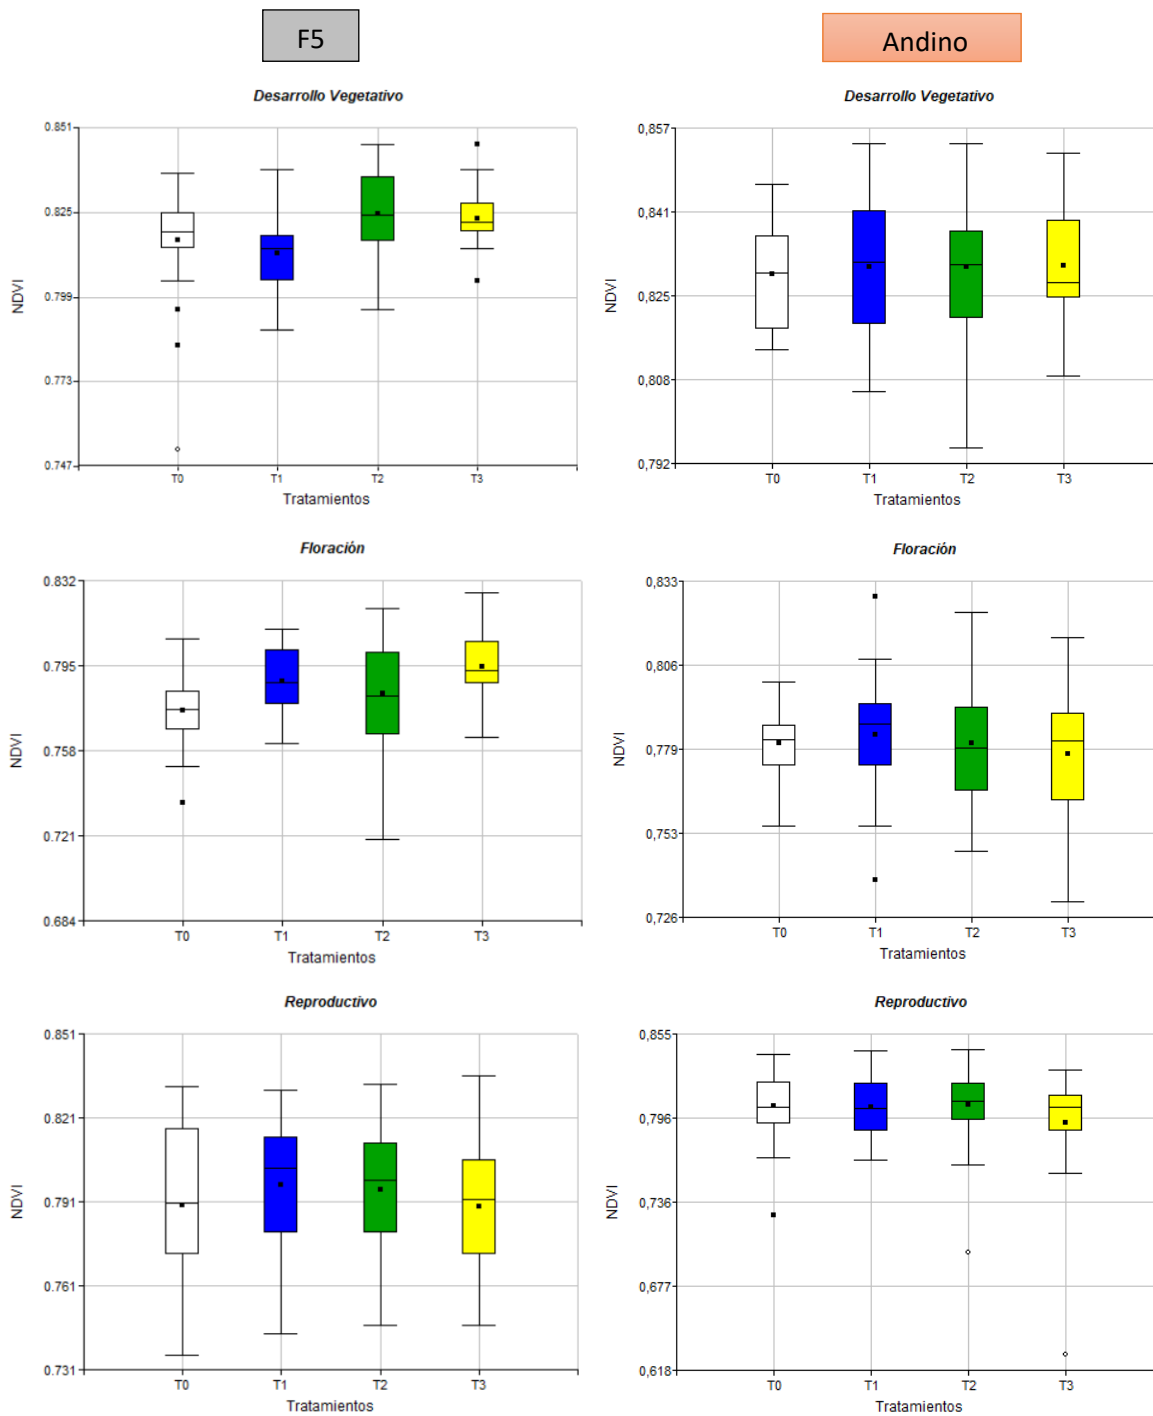 F5
Andino
Desarrollo Vegetativo
0.851
0.825
0.799
0.773
0.747
NDVI
T0 T1 T2 T3
Tratamientos
Desarrollo Vegetativo
0,857
0,841
0,825
0,808
0,792
NDVI
T0 T1 T2 T3
Tratamientos
Floración
0.832
0.795
0.758
0.721
0.684
NDVI
T0 T1 T2 T3
Tratamientos
Floración
0,833
0,806
0,779
0,753
0,726
NDVI
T0 T1 T2 T3
Tratamientos
Reproductivo
0.851
0.821
0.791
0.761
0.731
NDVI
T0 T1 T2 T3
Tratamientos
Reproductivo
0,855
0,796
0,736
0,677
0,618
NDVI
T0 T1 T2 T3
Tratamientos